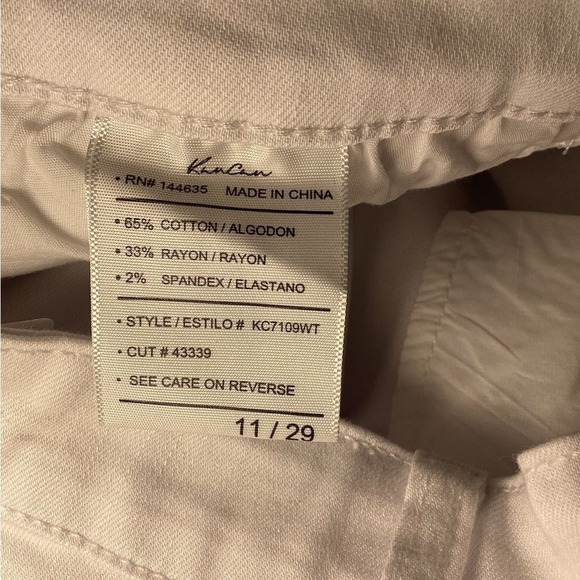 KanCan
• RN# 144635 MADE IN CHINA
• 65% COTTON / ALGODON
• 33% RAYON / RAYON
• 2% SPANDEX / ELASTANO
• STYLE / ESTILO # KC7109WT
• CUT # 43339
• SEE CARE ON REVERSE
11 / 29